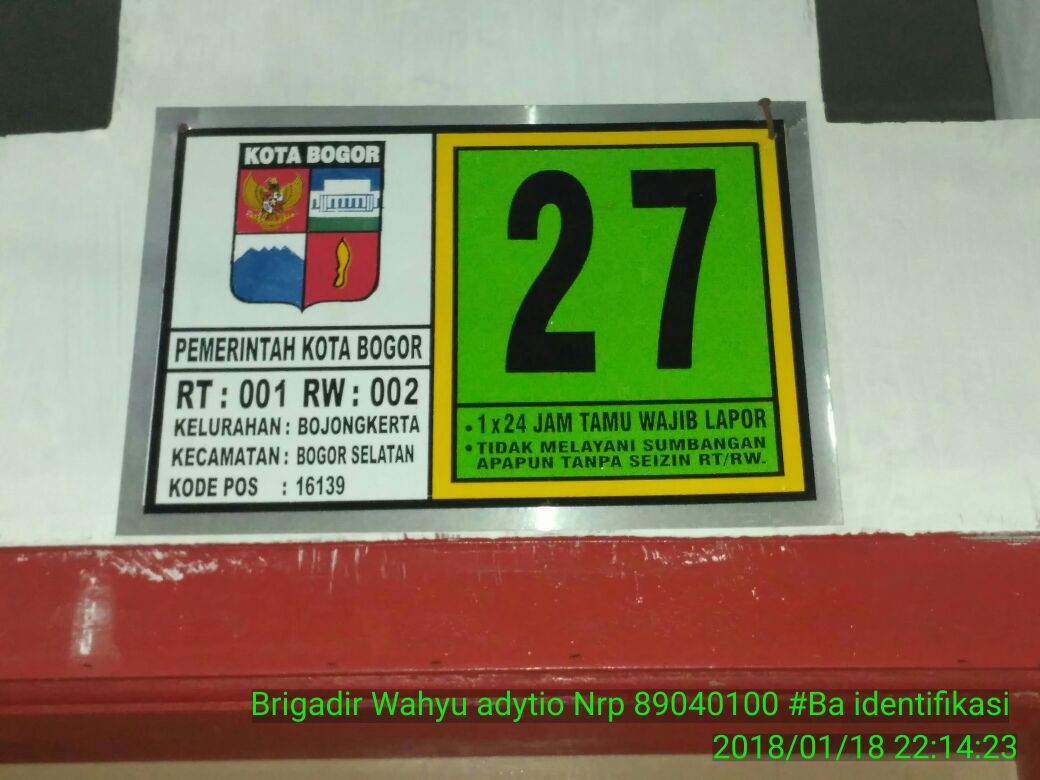 KOTA BOGOR
PEMERINTAH KOTA BOGOR
RT : 001 RW : 002
KELURAHAN : BOJONGKERTA
KECAMATAN : BOGOR SELATAN
KODE POS : 16139
27
• 1 x 24 JAM TAMU WAJIB LAPOR
• TIDAK MELAYANI SUMBANGAN
APAPUN TANPA SEIZIN RT/RW.
Brigadir Wahyu adytio Nrp 89040100 #Ba identifikasi
2018/01/18 22:14:23